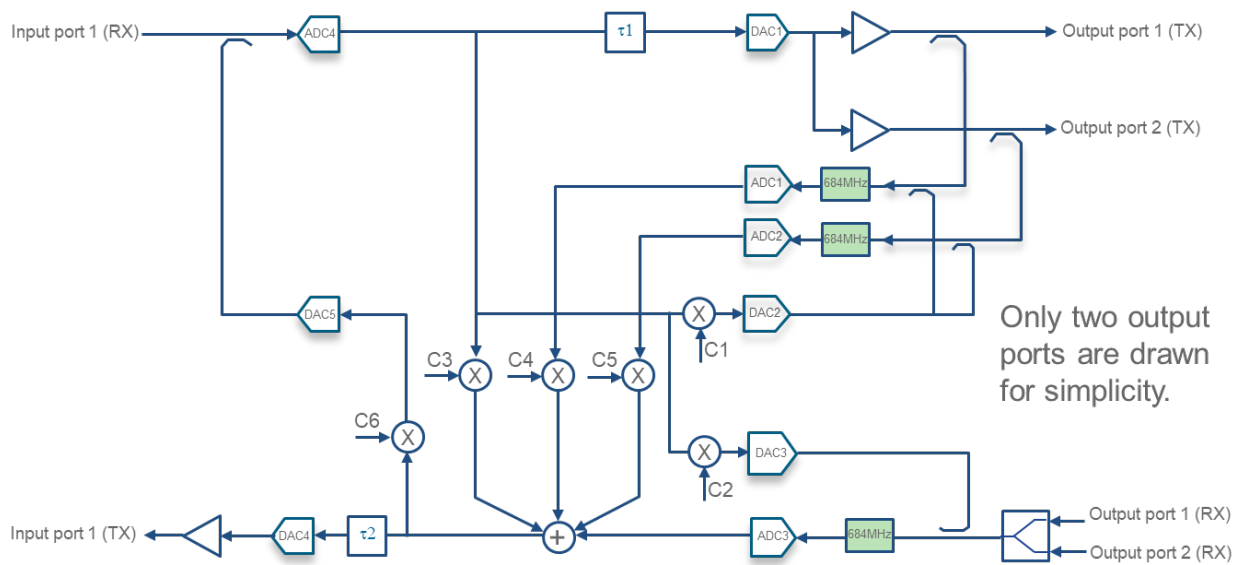 Input port 1 (RX)
ADC4
τ1
DAC1
Output port 1 (TX)
Output port 2 (TX)
ADC1
684MHz
ADC2
684MHz
DAC5
X
DAC2
C1
Only two output
ports are drawn
for simplicity.
C3
X
C4
X
C5
X
C6
X
X
DAC3
C2
Input port 1 (TX)
DAC4
τ2
+
ADC3
684MHz
Output port 1 (RX)
Output port 2 (RX)